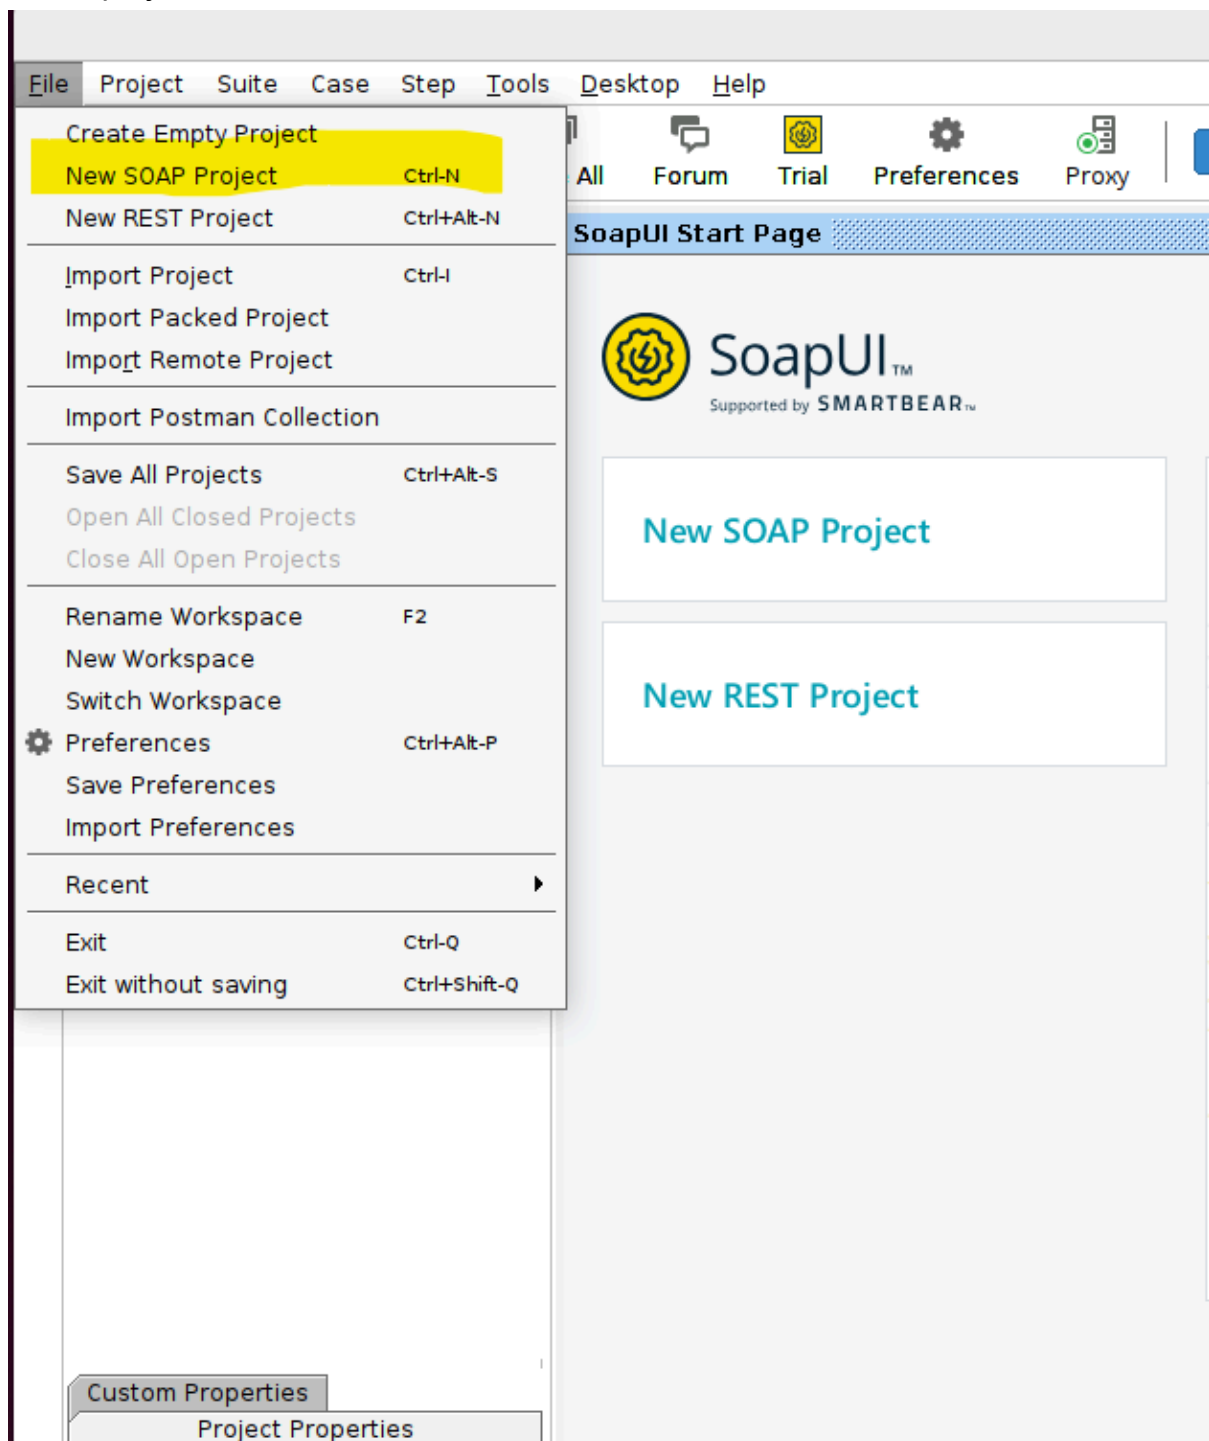 File Project Suite Case Step Tools Desktop Help
Create Empty Project
New SOAP Project Ctrl-N
New REST Project Ctrl+Alt-N
Import Project Ctrl-I
Import Packed Project
Import Remote Project
Import Postman Collection
Save All Projects Ctrl+Alt-S
Open All Closed Projects
Close All Open Projects
Rename Workspace F2
New Workspace
Switch Workspace
Preferences Ctrl+Alt-P
Save Preferences
Import Preferences
Recent
Exit Ctrl-Q
Exit without saving Ctrl+Shift-Q
All Forum Trial Preferences Proxy
SoapUI Start Page
SoapUI™
Supported by SMARTBEAR™
New SOAP Project
New REST Project
Custom Properties
Project Properties